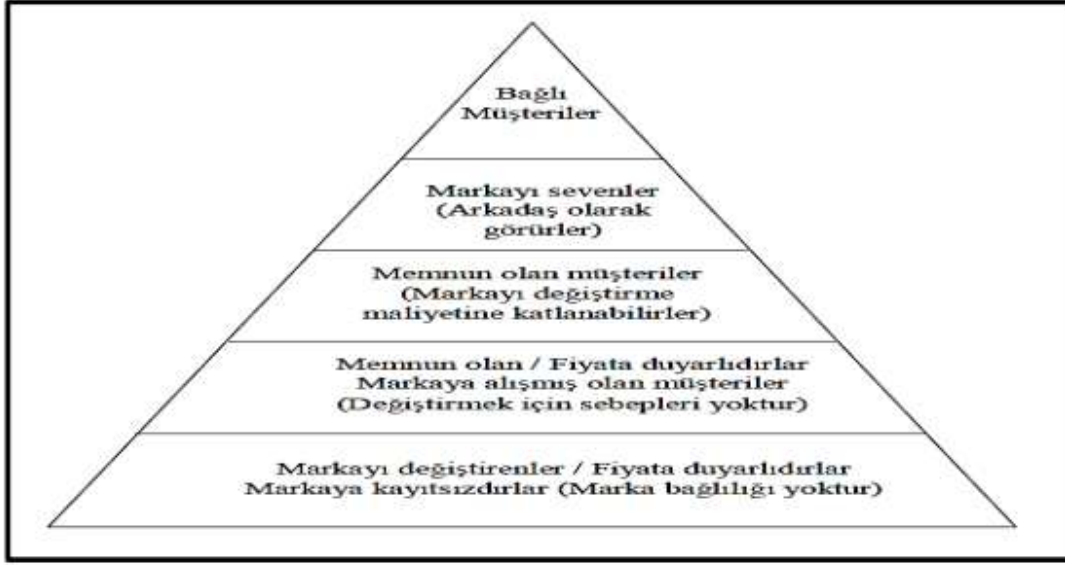 Bağlı
Müşteriler
Markayı sevenler
(Arkadaş olarak
görürler)
Memnun olan müşteriler
(Markayı değiştirme
maliyetine katlanabilirler)
Memnun olan / Fiyata duyarlıdırlar
Markaya alışmış olan müşteriler
(Değiştirmek için sebepleri yoktur)
Markayı değiştirenler / Fiyata duyarlıdırlar
Markaya kayıtsızdırlar (Marka bağlılığı yoktur)